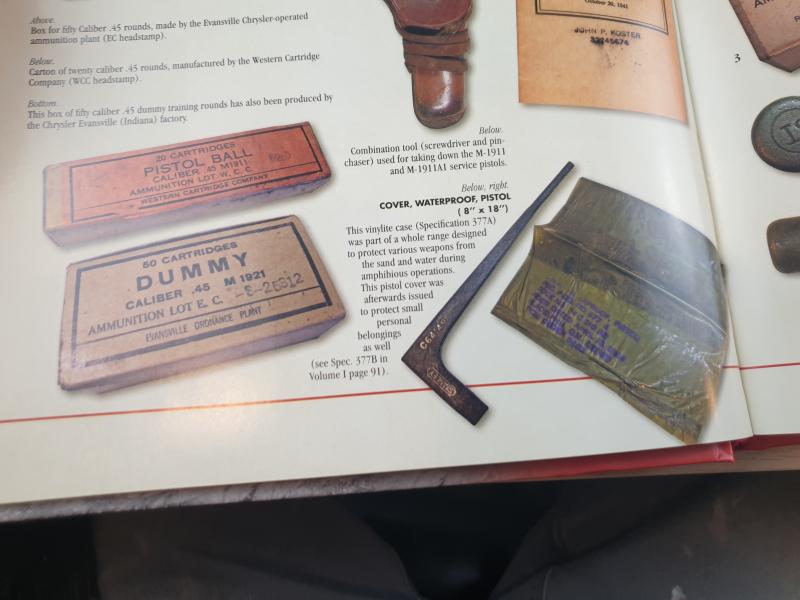 Above.
Box for fifty Caliber .45 rounds, made by the Evansville Chrysler-operated
ammunition plant (EC headstamp).
Below.
Carton of twenty caliber .45 rounds, manufactured by the Western Cartridge
Company (WCC headstamp).
Bottom.
This box of fifty caliber .45 dummy training rounds has also been produced by
the Chrysler Evansville (Indiana) factory.
20 CARTRIDGES
PISTOL BALL
CALIBER .45 M1911
AMMUNITION LOT W. C. C.
WESTERN CARTRIDGE COMPANY
50 CARTRIDGES
DUMMY
CALIBER .45 M 1921
AMMUNITION LOT E. C.
EVANSVILLE ORDNANCE PLANT
Below.
Combination tool (screwdriver and pin-
chaser) used for taking down the M-1911
and M-1911A1 service pistols.
Below, right.
COVER, WATERPROOF, PISTOL
( 8" x 18")
This vinylite case (Specification 377A)
was part of a whole range designed
to protect various weapons from
the sand and water during
amphibious operations.
This pistol cover was
afterwards issued
to protect small
personal
belongings
as well
(see Spec. 377B in
Volume I page 91).
October 20, 1941
JOHN P. KOSTER
3